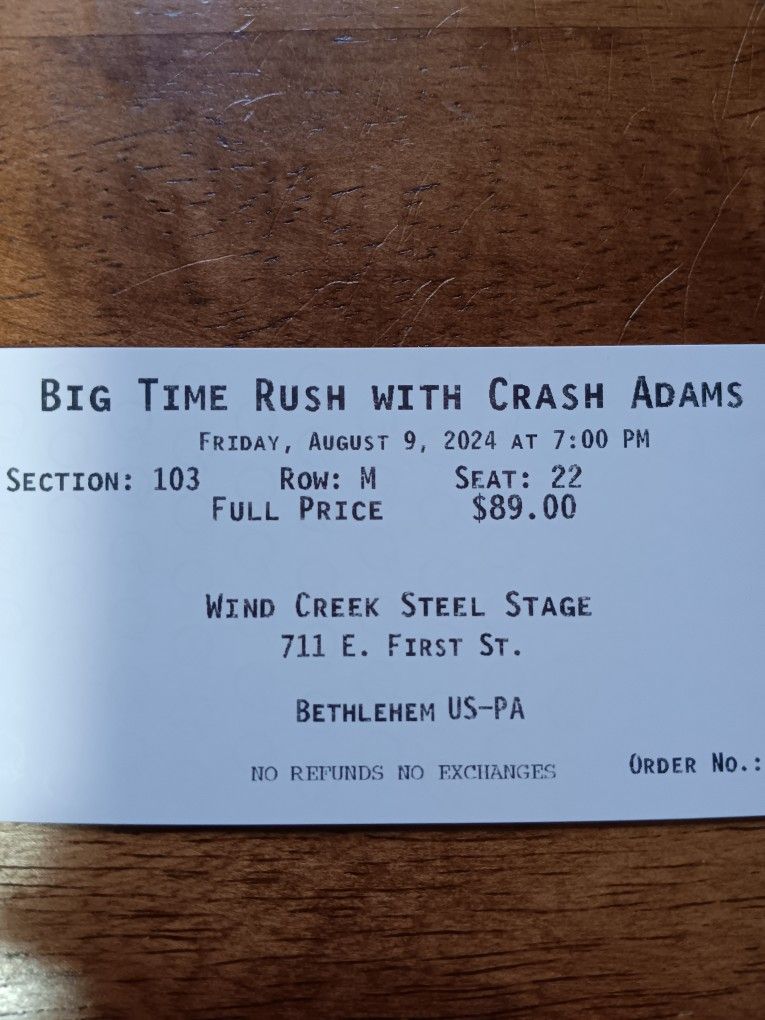 Big Time Rush with Crash Adams
Friday, August 9, 2024 at 7:00 PM
Section: 103 Row: M Seat: 22
Full Price $89.00
Wind Creek Steel Stage
711 E. First St.
Bethlehem US-PA
NO REFUNDS NO EXCHANGES Order No.: